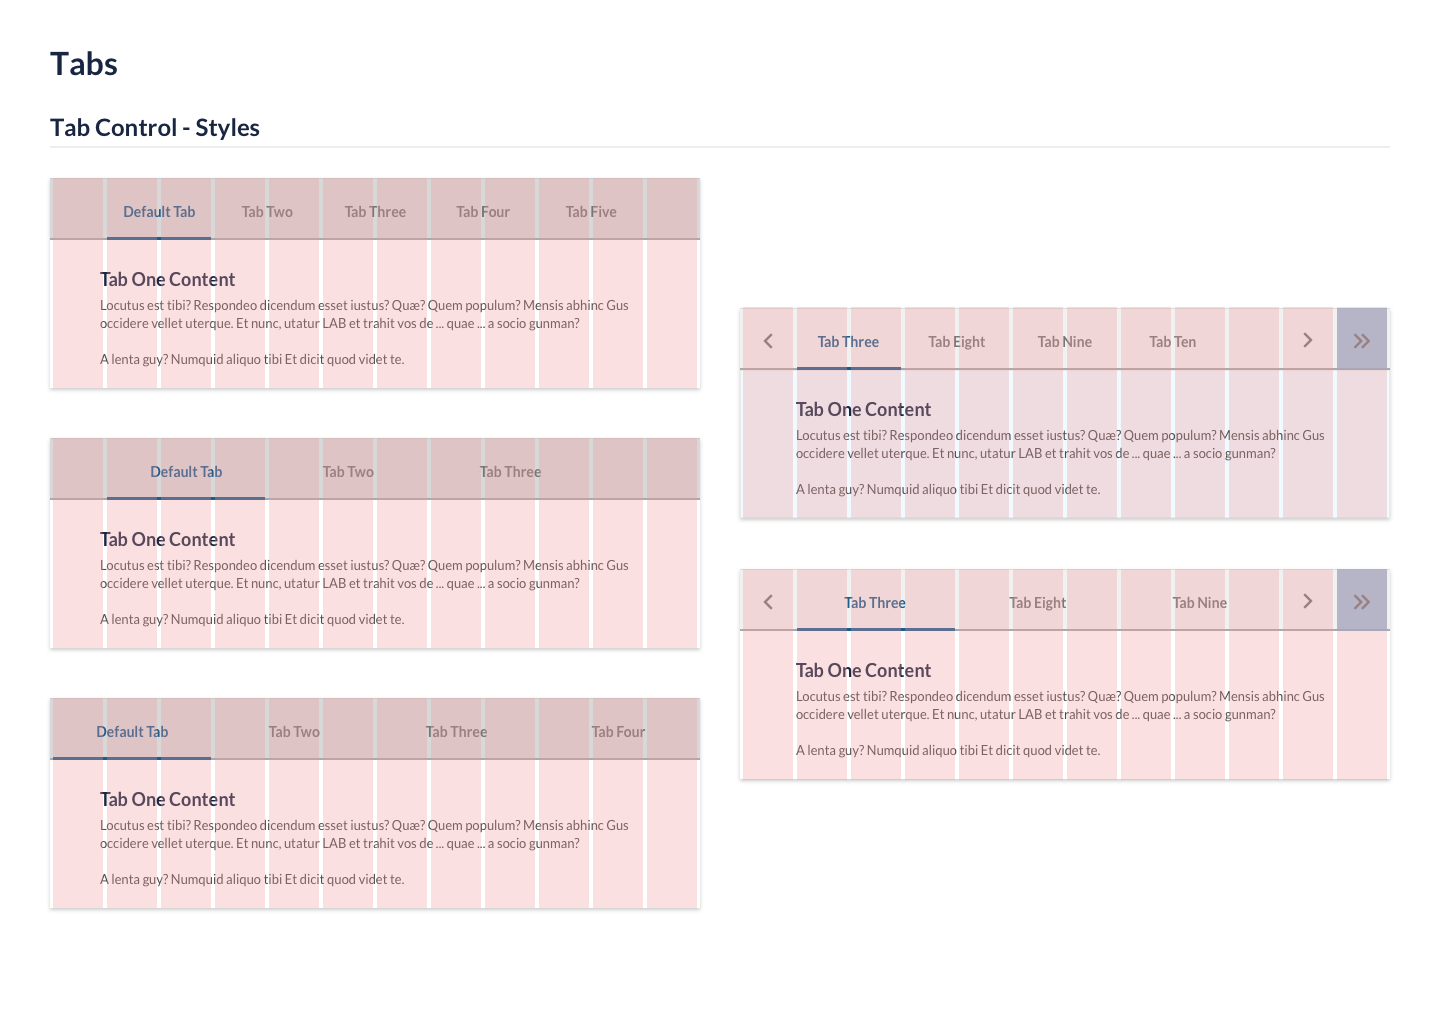 Tabs
Tab Control - Styles
Default Tab Tab Two Tab Three Tab Four Tab Five
Tab One Content
Locutus est tibi? Respondeo dicendum esset iustus? Quæ? Quem populum? Mensis abhinc Gus
occidere vellet uterque. Et nunc, utatur LAB et trahit vos de ... quae ... a socio gunman?
A lenta guy? Numquid aliquo tibi Et dicit quod videt te.
Default Tab Tab Two Tab Three
Tab One Content
Locutus est tibi? Respondeo dicendum esset iustus? Quæ? Quem populum? Mensis abhinc Gus
occidere vellet uterque. Et nunc, utatur LAB et trahit vos de ... quae ... a socio gunman?
A lenta guy? Numquid aliquo tibi Et dicit quod videt te.
Default Tab Tab Two Tab Three Tab Four
Tab One Content
Locutus est tibi? Respondeo dicendum esset iustus? Quæ? Quem populum? Mensis abhinc Gus
occidere vellet uterque. Et nunc, utatur LAB et trahit vos de ... quae ... a socio gunman?
A lenta guy? Numquid aliquo tibi Et dicit quod videt te.
Tab Three Tab Eight Tab Nine Tab Ten
Tab One Content
Locutus est tibi? Respondeo dicendum esset iustus? Quæ? Quem populum? Mensis abhinc Gus
occidere vellet uterque. Et nunc, utatur LAB et trahit vos de ... quae ... a socio gunman?
A lenta guy? Numquid aliquo tibi Et dicit quod videt te.
Tab Three Tab Eight Tab Nine
Tab One Content
Locutus est tibi? Respondeo dicendum esset iustus? Quæ? Quem populum? Mensis abhinc Gus
occidere vellet uterque. Et nunc, utatur LAB et trahit vos de ... quae ... a socio gunman?
A lenta guy? Numquid aliquo tibi Et dicit quod videt te.